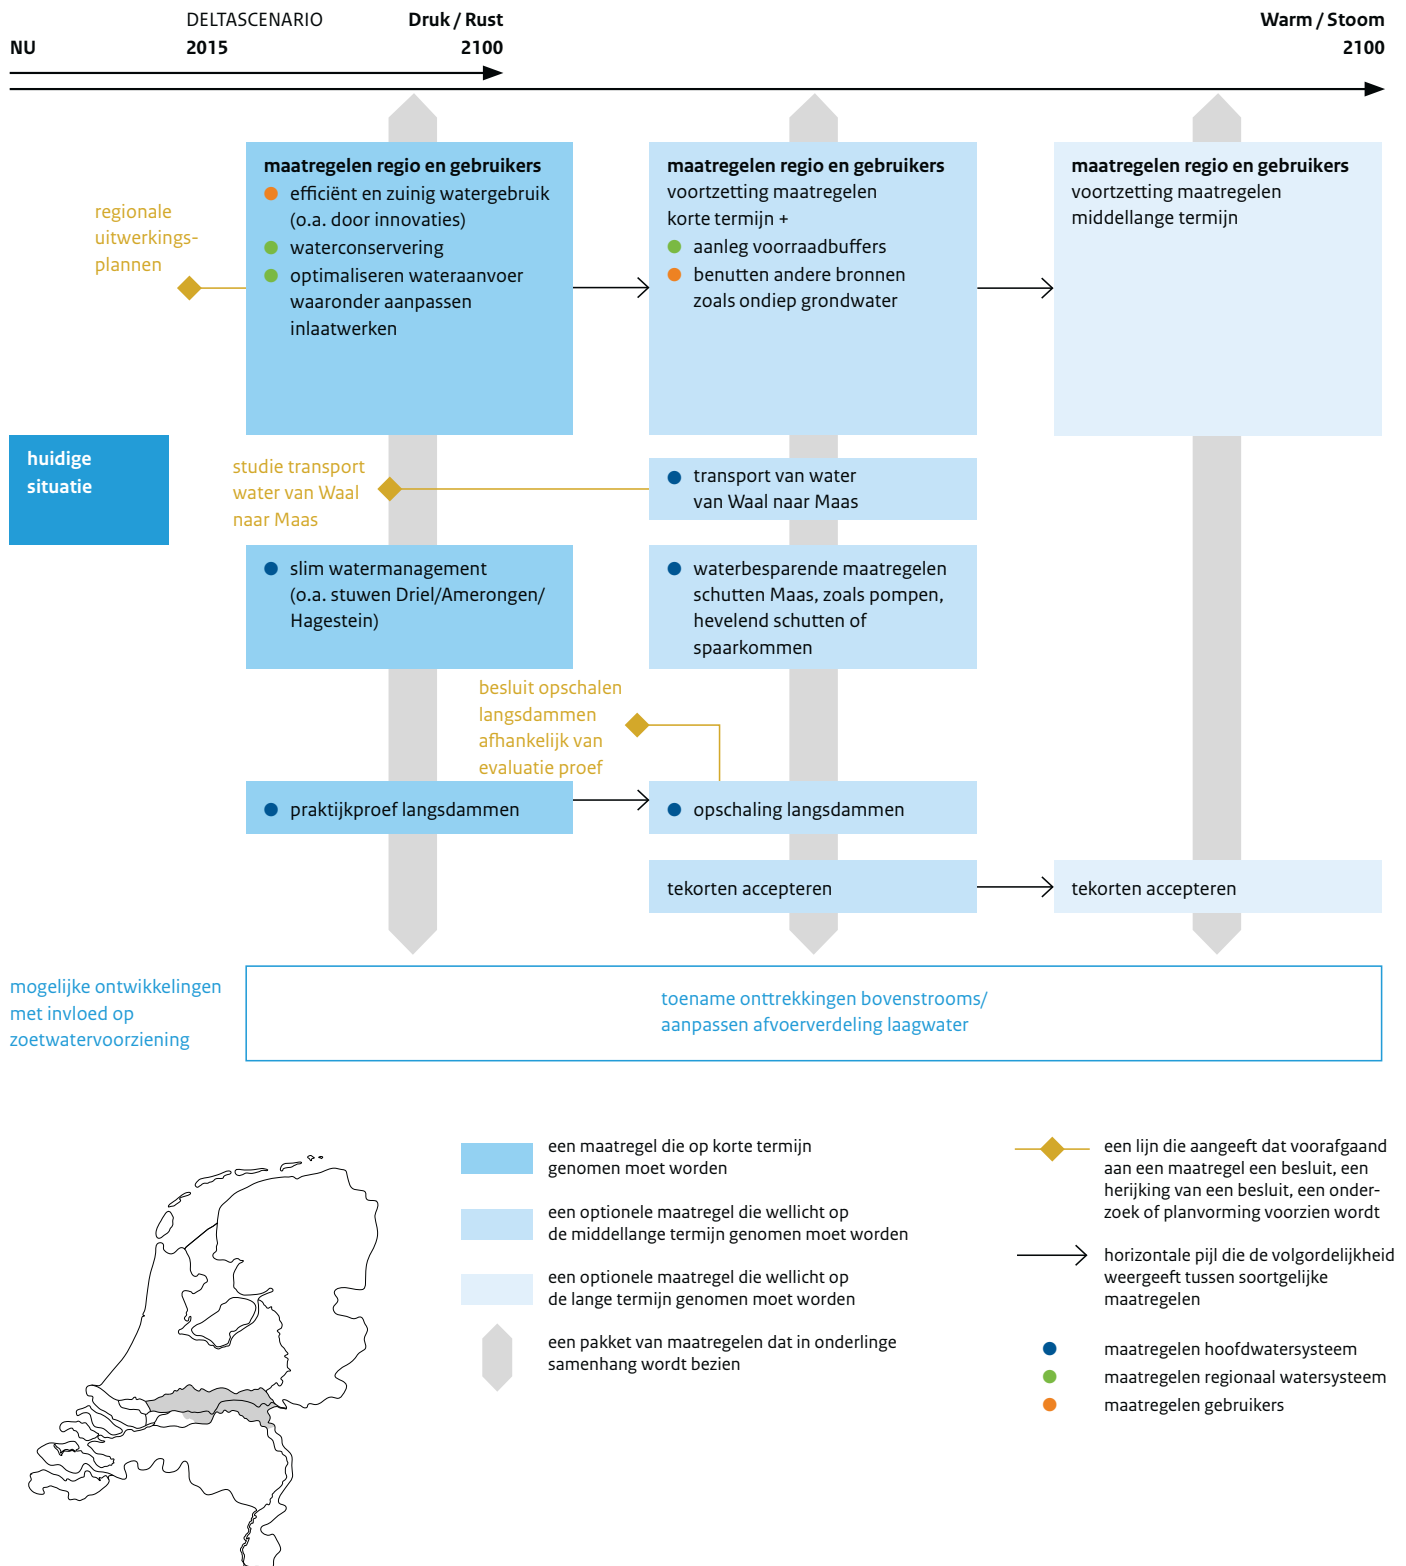 DELTASCENARIO
Druk / Rust
Warm / Stoom
NU
2015
2100
2100
regionale
uitwerkings-
plannen
maatregelen regio en gebruikers
efficiënt en zuinig watergebruik
(o.a. door innovaties)
waterconservering
optimaliseren wateraanvoer
waaronder aanpassen
inlaatwerken
maatregelen regio en gebruikers
voortzetting maatregelen
korte termijn +
aanleg voorraadbuffers
benutten andere bronnen
zoals ondiep grondwater
maatregelen regio en gebruikers
voortzetting maatregelen
middellange termijn
huidige
situatie
studie transport
water van Waal
naar Maas
transport van water
van Waal naar Maas
slim watermanagement
(o.a. stuwen Driel/Amerongen/
Hagestein)
waterbesparende maatregelen
schutten Maas, zoals pompen,
hevelend schutten of
spaarkommen
besluit opschalen
langsdammen
afhankelijk van
evaluatie proef
praktijkproef langsdammen
opschaling langsdammen
tekorten accepteren
tekorten accepteren
mogelijke ontwikkelingen
met invloed op
zoetwatervoorziening
toename onttrekkingen bovenstrooms/
aanpassen afvoerverdeling laagwater
een maatregel die op korte termijn
genomen moet worden
een optionele maatregel die wellicht op
de middellange termijn genomen moet worden
een optionele maatregel die wellicht op
de lange termijn genomen moet worden
een pakket van maatregelen dat in onderlinge
samenhang wordt bezien
een lijn die aangeeft dat voorafgaand
aan een maatregel een besluit, een
herijking van een besluit, een onder-
zoek of planvorming voorzien wordt
horizontale pijl die de volgordelijkheid
weergeeft tussen soortgelijke
maatregelen
maatregelen hoofdwatersysteem
maatregelen regionaal watersysteem
maatregelen gebruikers